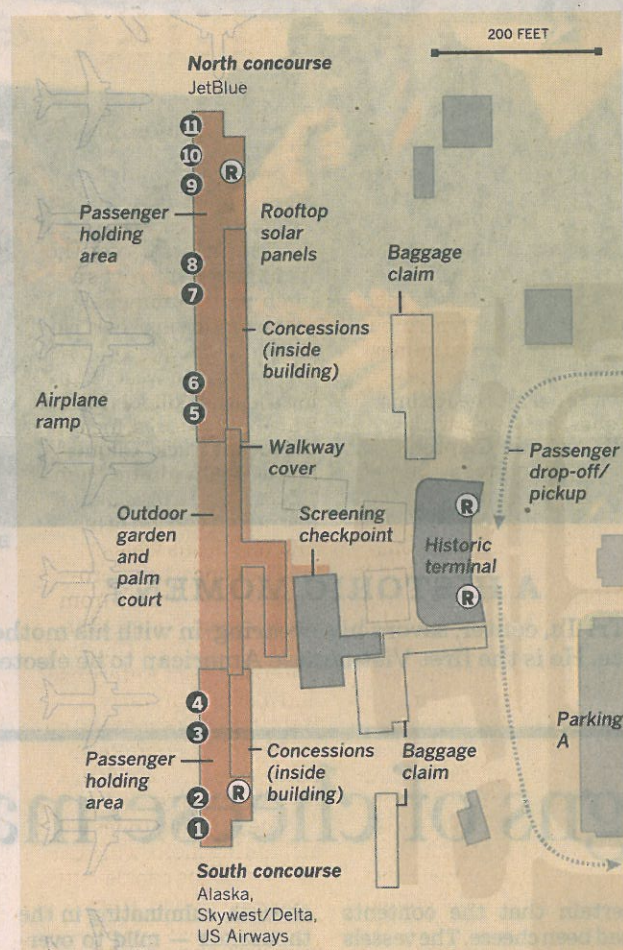 200 FEET
North concourse
JetBlue
11
10
R
9
Passenger
holding
area
Rooftop
solar
panels
8
7
Baggage
claim
Concessions
(inside
building)
6
5
Airplane
ramp
Walkway
cover
Passenger
drop-off/
pickup
Outdoor
garden
and
palm
court
Screening
checkpoint
R
Historic
terminal
R
A HISTORIC MOMENT
4
3
Parking
A
Passenger
holding
area
Concessions
(inside
building)
Baggage
claim
2
R
1
South concourse
Alaska,
Skywest/Delta,
US Airways